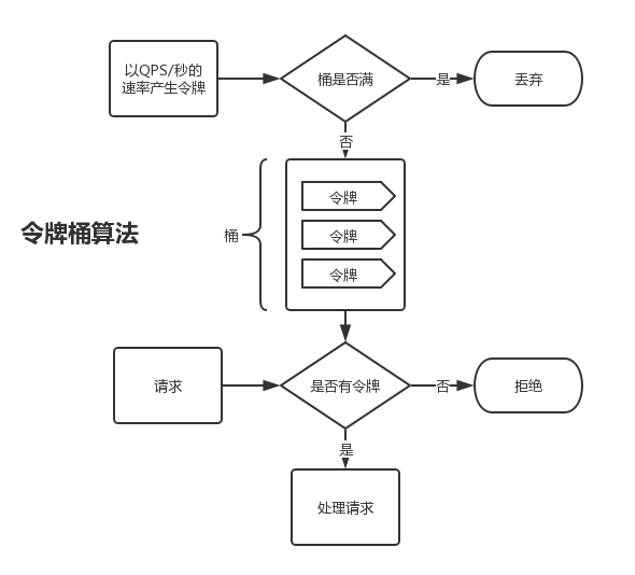 以QPS/秒的
速率产生令牌
桶是否满
是
丢弃
否
令牌
令牌桶算法
桶
令牌
令牌
请求
是否有令牌
否
拒绝
是
处理请求